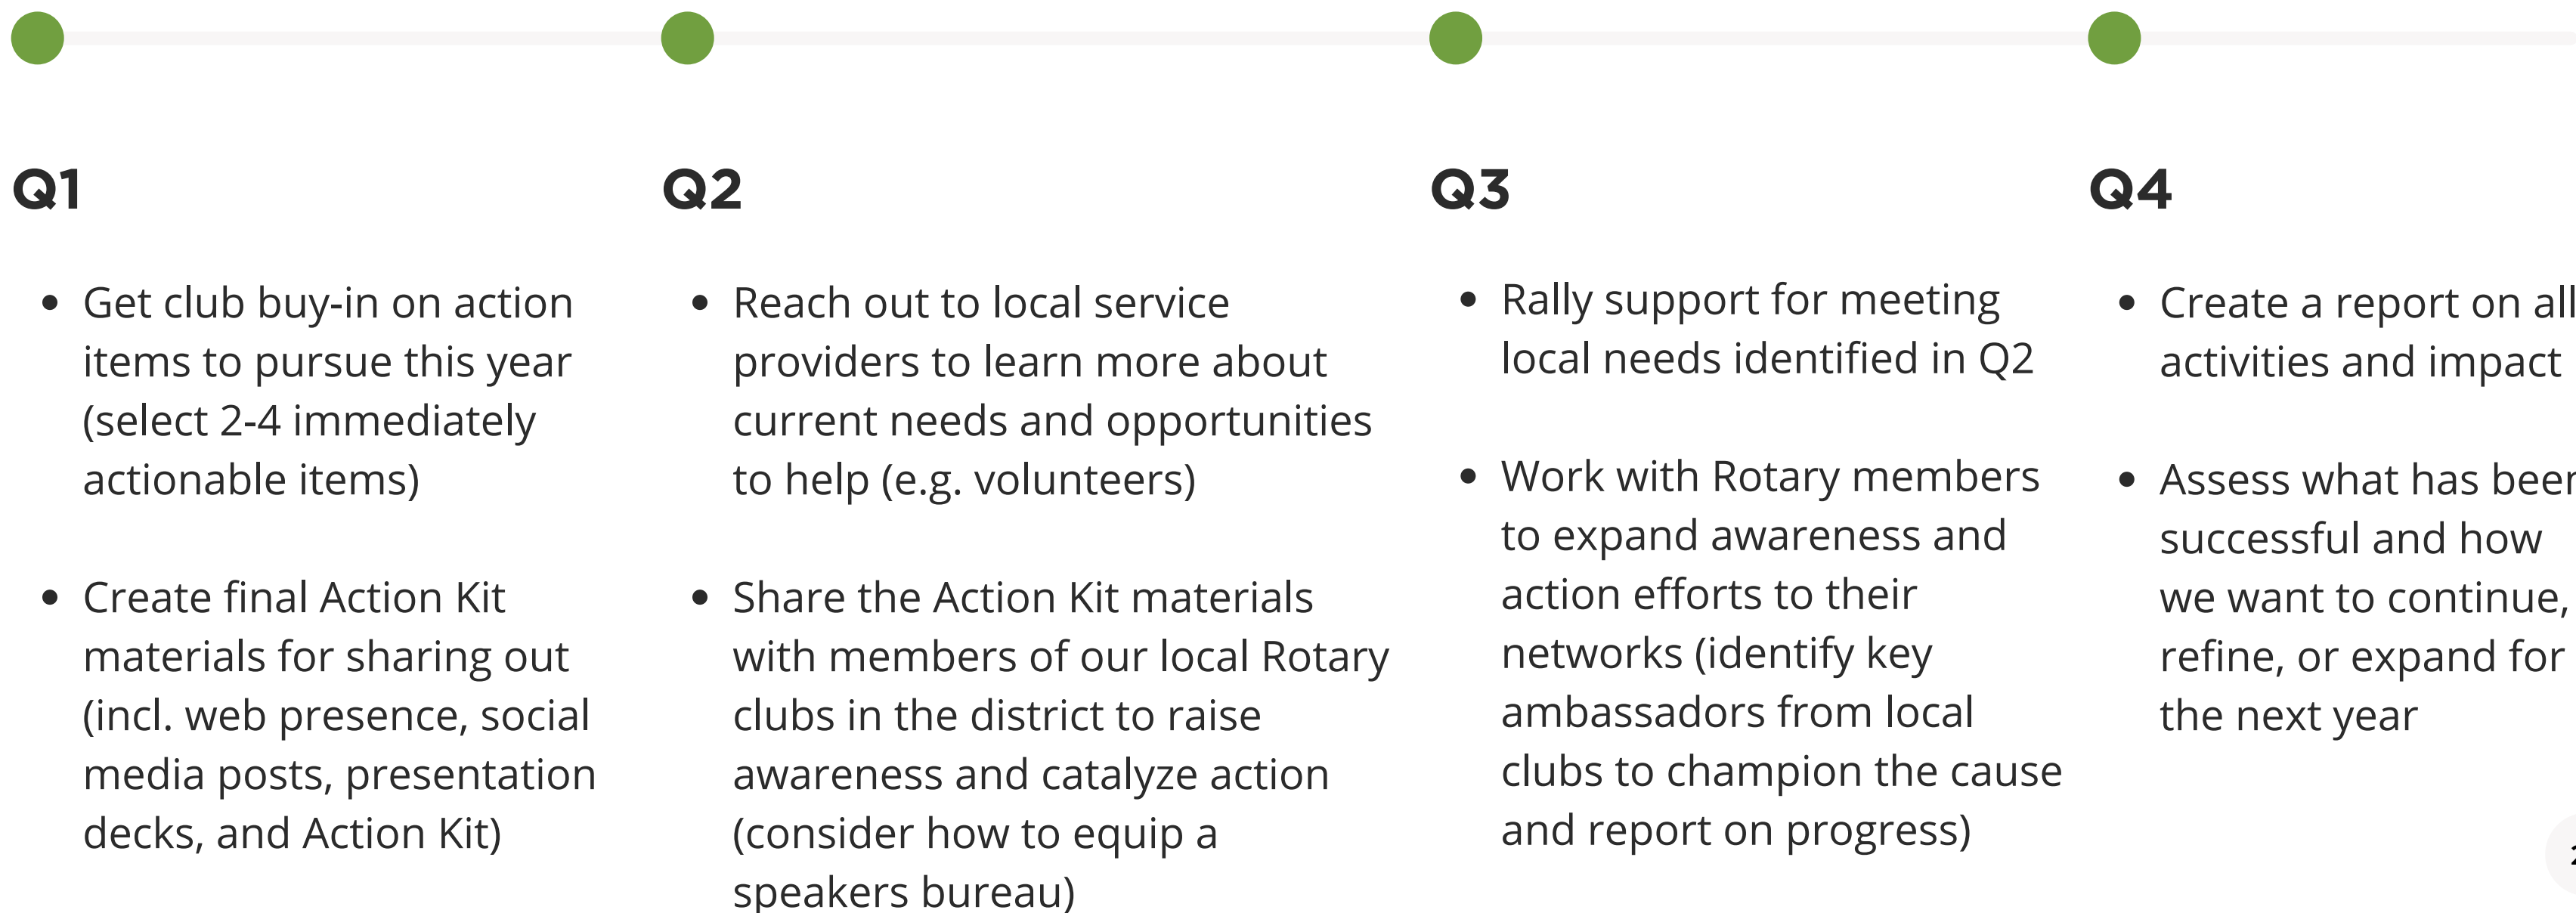 Q1
• Get club buy-in on action
items to pursue this year
(select 2-4 immediately
actionable items)
• Create final Action Kit
materials for sharing out
(incl. web presence, social
media posts, presentation
decks, and Action Kit)
Q2
• Reach out to local service
providers to learn more about
current needs and opportunities
to help (e.g. volunteers)
• Share the Action Kit materials
with members of our local Rotary
clubs in the district to raise
awareness and catalyze action
(consider how to equip a
speakers bureau)
Q3
• Rally support for meeting
local needs identified in Q2
• Work with Rotary members
to expand awareness and
action efforts to their
networks (identify key
ambassadors from local
clubs to champion the cause
and report on progress)
Q4
• Create a report on all
activities and impact
• Assess what has been
successful and how
we want to continue,
refine, or expand for
the next year